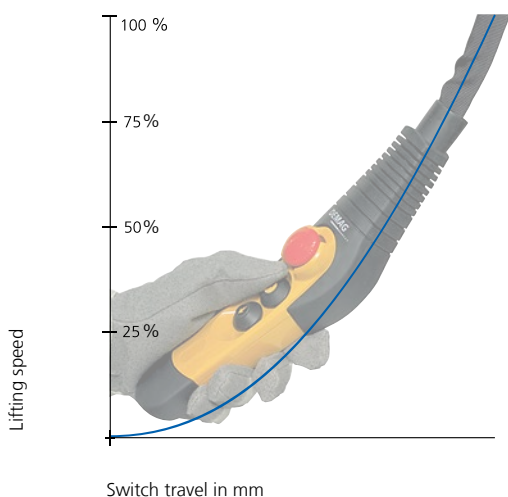 100 %
75 %
50 %
DEMAG
25 %
Lifting speed
Switch travel in mm